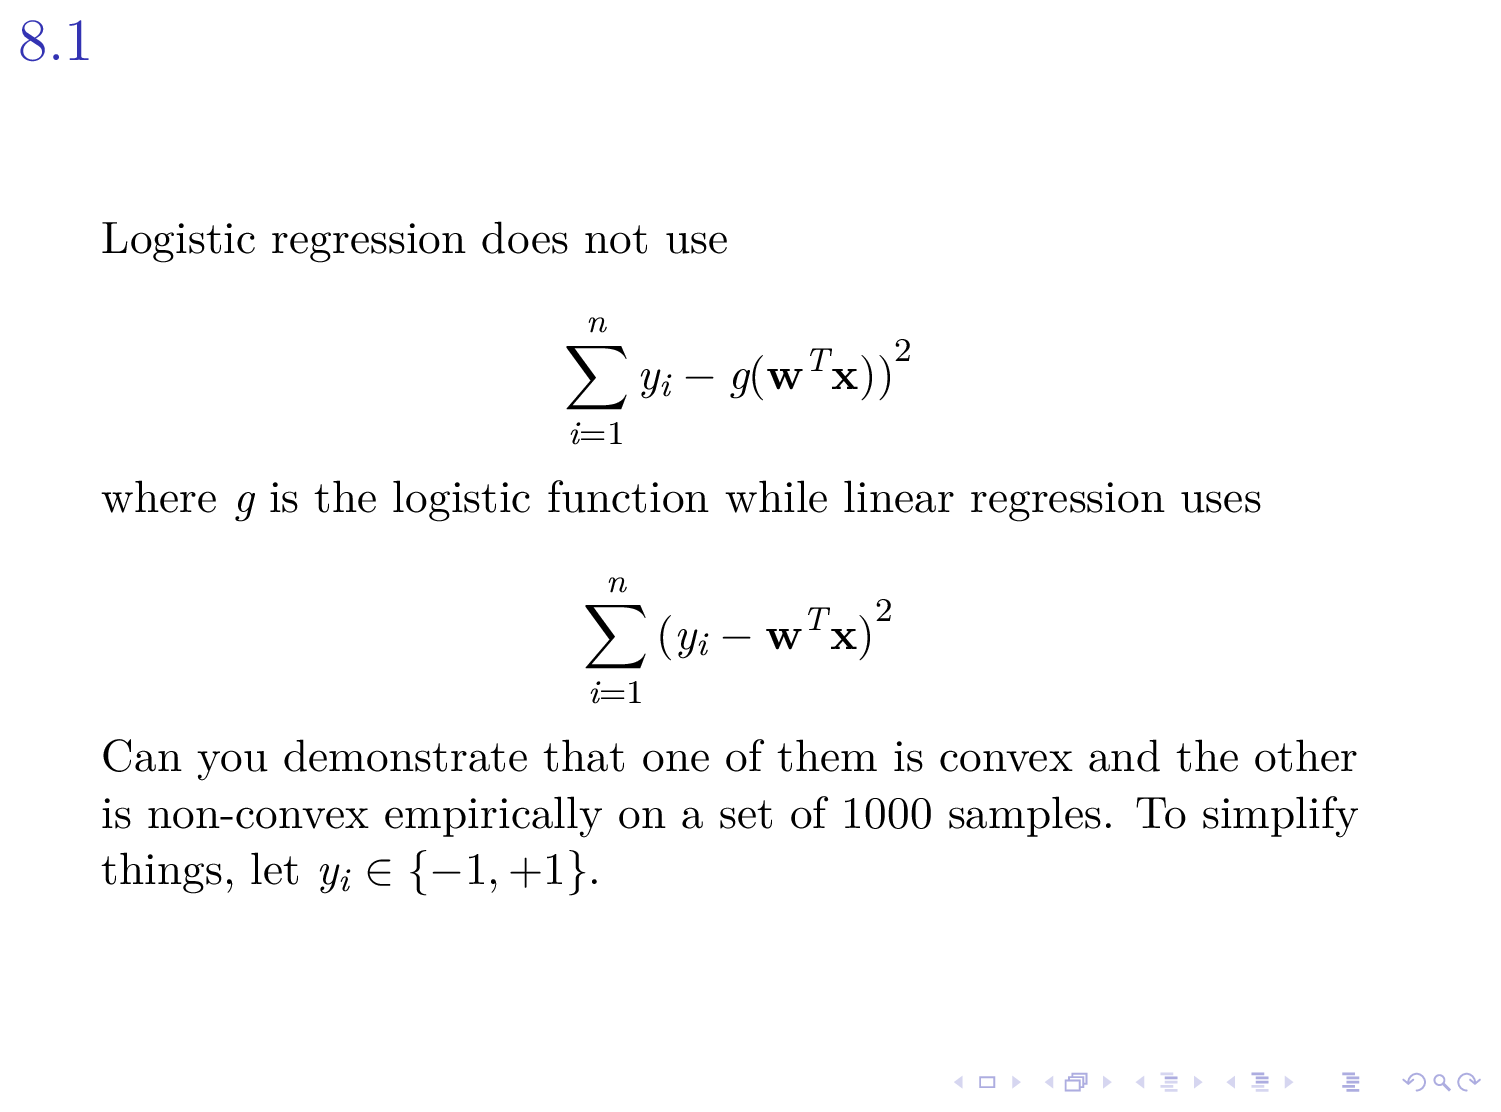 8.1
Logistic regression does not use
$$\sum_{i=1}^{n} y_i - g(\mathbf{w}^T \mathbf{x}))^2$$
where $g$ is the logistic function while linear regression uses
$$\sum_{i=1}^{n} (y_i - \mathbf{w}^T \mathbf{x})^2$$
Can you demonstrate that one of them is convex and the other
is non-convex empirically on a set of 1000 samples. To simplify
things, let $y_i \in \{-1, +1\}$.